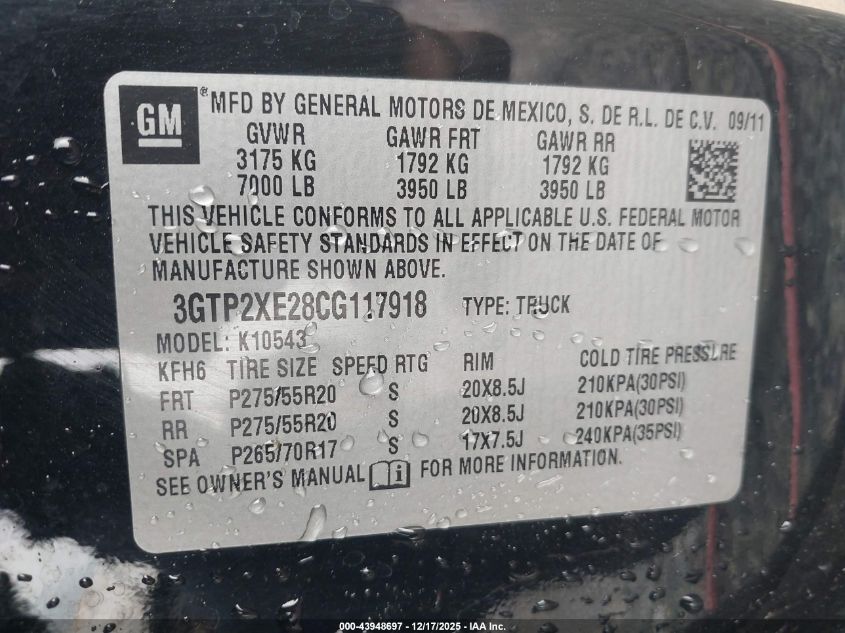 GM
® MFD BY GENERAL MOTORS DE MEXICO, S. DE R.L. DE C.V. 09/11
GVWR GAWR FRT GAWR RR
3175 KG 1792 KG 1792 KG
7000 LB 3950 LB 3950 LB
THIS VEHICLE CONFORMS TO ALL APPLICABLE U.S. FEDERAL MOTOR
VEHICLE SAFETY STANDARDS IN EFFECT ON THE DATE OF
MANUFACTURE SHOWN ABOVE.
3GTP2XE28CG117918 TYPE: TRUCK
MODEL: K10543
KFH6 TIRE SIZE SPEED RTG RIM COLD TIRE PRESSURE
FRT P275/55R20 S 20X8.5J 210KPA(30PSI)
RR P275/55R20 S 20X8.5J 210KPA(30PSI)
SPA P265/70R17 S 17X7.5J 240KPA(35PSI)
SEE OWNER'S MANUAL i FOR MORE INFORMATION.
000-43948697 - 12/17/2025 - IAA Inc.